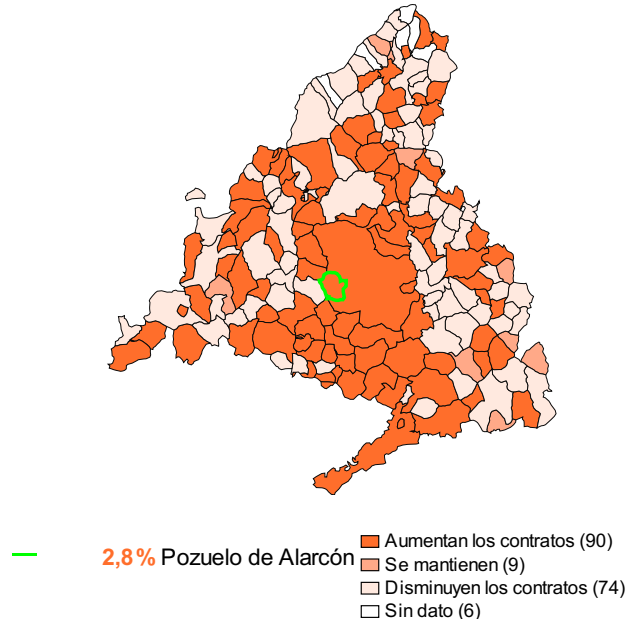 2,8% Pozuelo de Alarcón
Aumentan los contratos (90)
Se mantienen (9)
Disminuyen los contratos (74)
Sin dato (6)